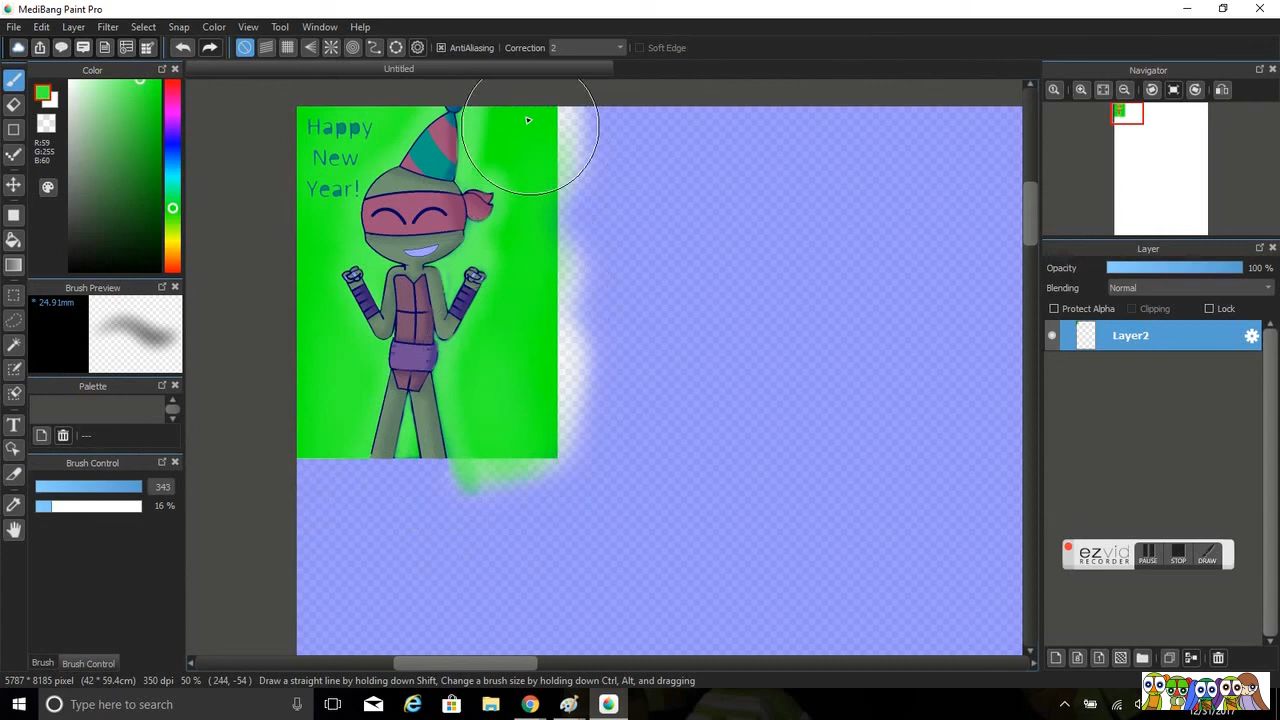 MediBang Paint Pro
File Edit Layer Filter Select Snap Color View Tool Window Help
AntiAliasing Correction 2 Soft Edge
Color
Untitled
Navigator
R:59
G:255
B:60
Happy
New
Year!
Layer
Opacity 100 %
Blending Normal
Protect Alpha Clipping Lock
Layer2
Brush Preview
* 24.91mm
Palette
---
Brush Control
343
16 %
ezvid
RECORDER
PAUSE STOP DRAW
Brush Brush Control
5787 * 8185 pixel (42 * 59.4cm) 350 dpi 50 % (244, -54) Draw a straight line by holding down Shift, Change a brush size by holding down Ctrl, Alt, and dragging
Type here to search
12/31/2017